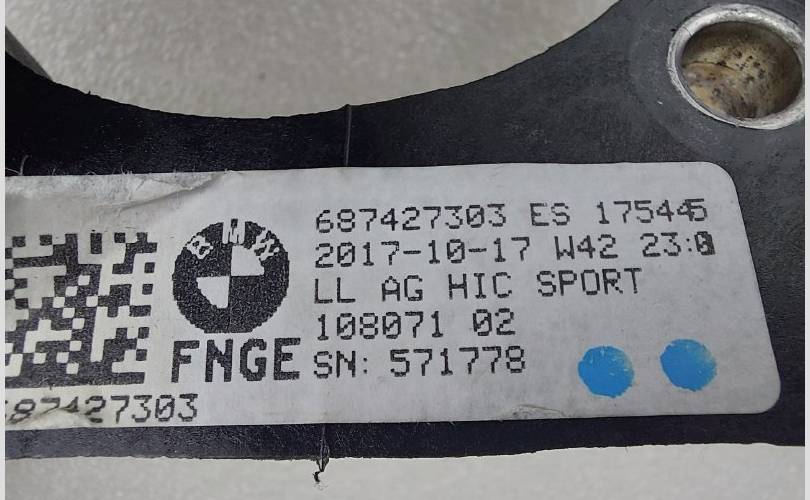 687427303 ES 175445
2017-10-17 W42 23:
LL AG HIC SPORT
108071 02
SN: 571778
BMW
FNGE
687427303